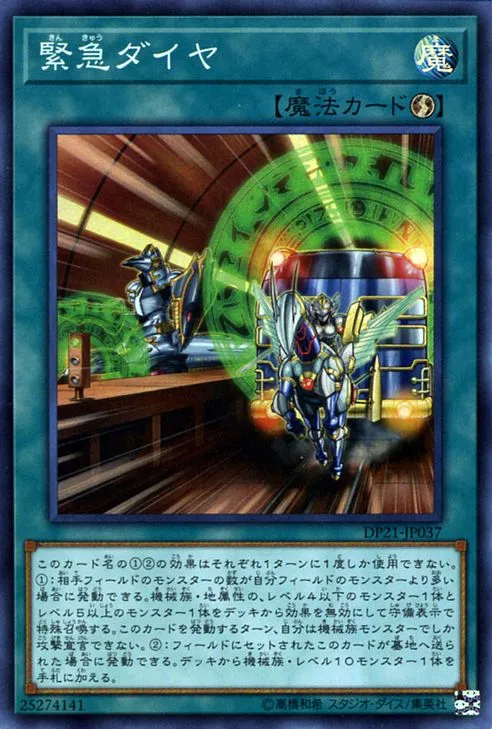 緊急ダイヤ
魔
【魔法カード】
DP21-JP037
このカード名の①②の効果はそれぞれ1ターンに1度しか使用できない。
①:相手フィールドのモンスターの数が自分フィールドのモンスターより多い
場合に発動できる。機械族・地属性の、レベル4以下のモンスター1体と
レベル5以上のモンスター1体をデッキから効果を無効にして守備表示で
特殊召喚する。このカードを発動するターン、自分は機械族モンスターでしか
攻撃宣言できない。②:フィールドにセットされたこのカードが墓地へ送ら
れた場合に発動できる。デッキから機械族・レベル10モンスター1体を
手札に加える。
25274141
©高橋和希 スタジオ・ダイス/集英社